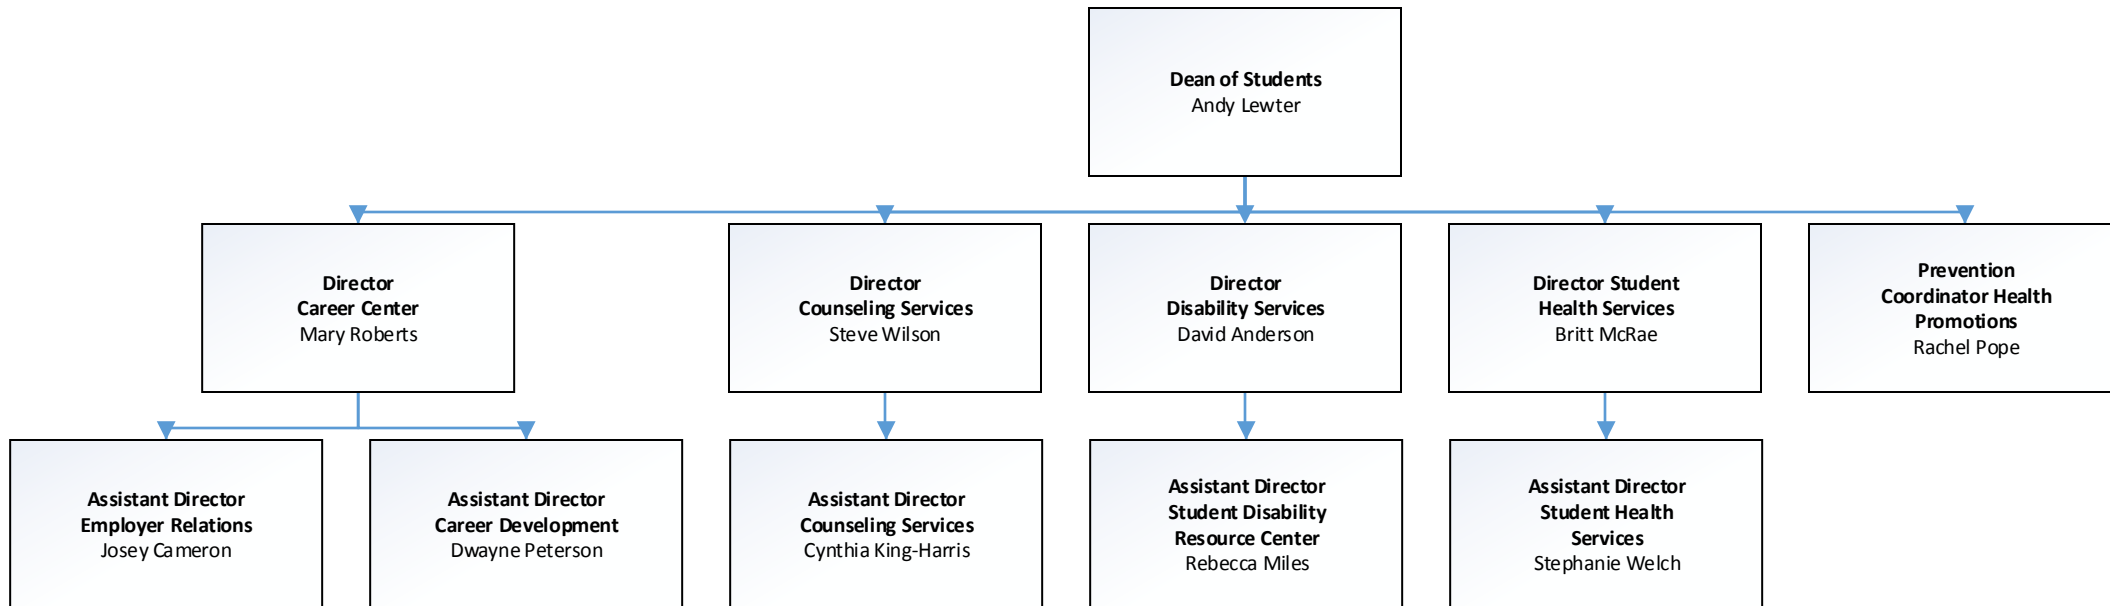 Dean of Students
Andy Lewter
Director
Career Center
Mary Roberts
Director
Counseling Services
Steve Wilson
Director
Disability Services
David Anderson
Director Student
Health Services
Britt McRae
Prevention
Coordinator Health
Promotions
Rachel Pope
Assistant Director
Employer Relations
Josey Cameron
Assistant Director
Career Development
Dwayne Peterson
Assistant Director
Counseling Services
Cynthia King-Harris
Assistant Director
Student Disability
Resource Center
Rebecca Miles
Assistant Director
Student Health
Services
Stephanie Welch